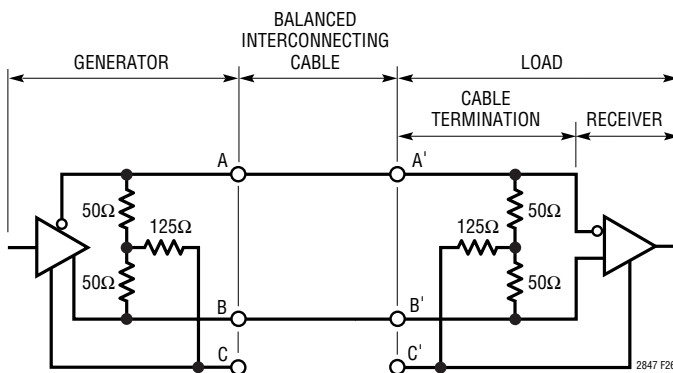 BALANCED
INTERCONNECTING
CABLE
GENERATOR
LOAD
CABLE
TERMINATION
RECEIVER
A
A'
50Ω
125Ω
50Ω
125Ω
50Ω
50Ω
B
B'
C
C'
2847 F26